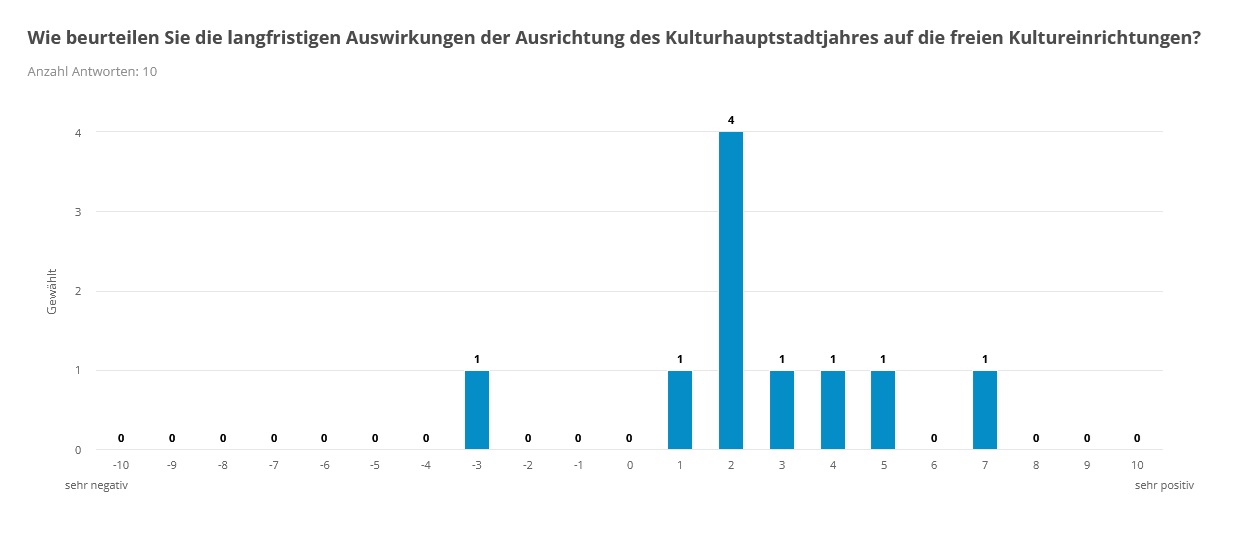 Wie beurteilen Sie die langfristigen Auswirkungen der Ausrichtung des Kulturhauptstadtjahres auf die freien Kultureinrichtungen?
Anzahl Antworten: 10
4
4
3
2
Gewählt
1 1 1 1 1 1
1
0 0 0 0 0 0 0 0 0 0 0 0 0 0
0
-10 -9 -8 -7 -6 -5 -4 -3 -2 -1 0 1 2 3 4 5 6 7 8 9 10
sehr negativ sehr positiv